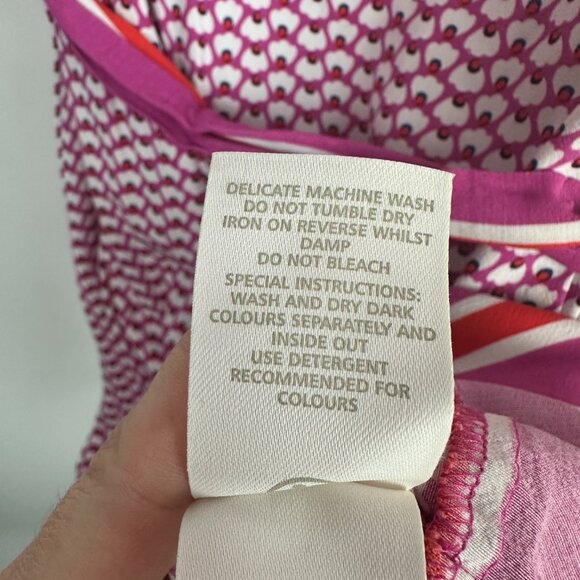 DELICATE MACHINE WASH
DO NOT TUMBLE DRY
IRON ON REVERSE WHILST
DAMP
DO NOT BLEACH
SPECIAL INSTRUCTIONS:
WASH AND DRY DARK
COLOURS SEPARATELY AND
INSIDE OUT
USE DETERGENT
RECOMMENDED FOR
COLOURS